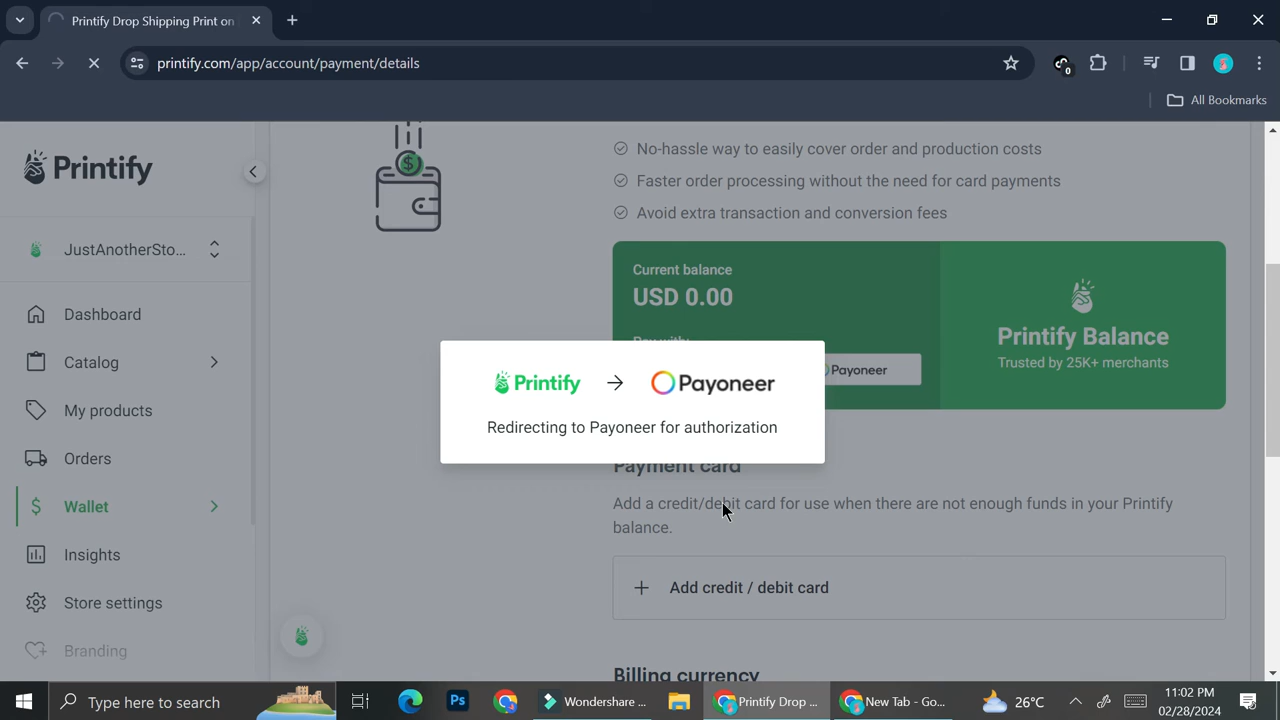 Printify Drop Shipping Print on
printify.com/app/account/payment/details
0
All Bookmarks
Printify
JustAnotherSto...
Dashboard
Catalog
My products
Orders
Wallet
Insights
Store settings
Branding
No-hassle way to easily cover order and production costs
Faster order processing without the need for card payments
Avoid extra transaction and conversion fees
Current balance
USD 0.00
Pay with:
Payoneer
Printify Balance
Trusted by 25K+ merchants
Printify → Payoneer
Redirecting to Payoneer for authorization
Payment card
Add a credit/debit card for use when there are not enough funds in your Printify
balance.
+ Add credit / debit card
Billing currency
Type here to search
Ps
Wondershare ...
Printify Drop ...
New Tab - Go...
26°C
11:02 PM
02/28/2024